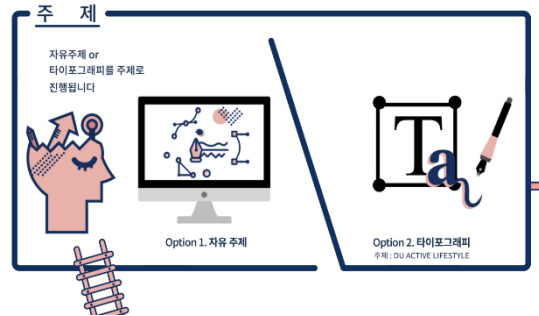 주 제
자유주제 or
타이포그래피를 주제로
진행됩니다
Ta
Option 1. 자유 주제
Option 2. 타이포그래피
주제 : DU ACTIVE LIFESTYLE